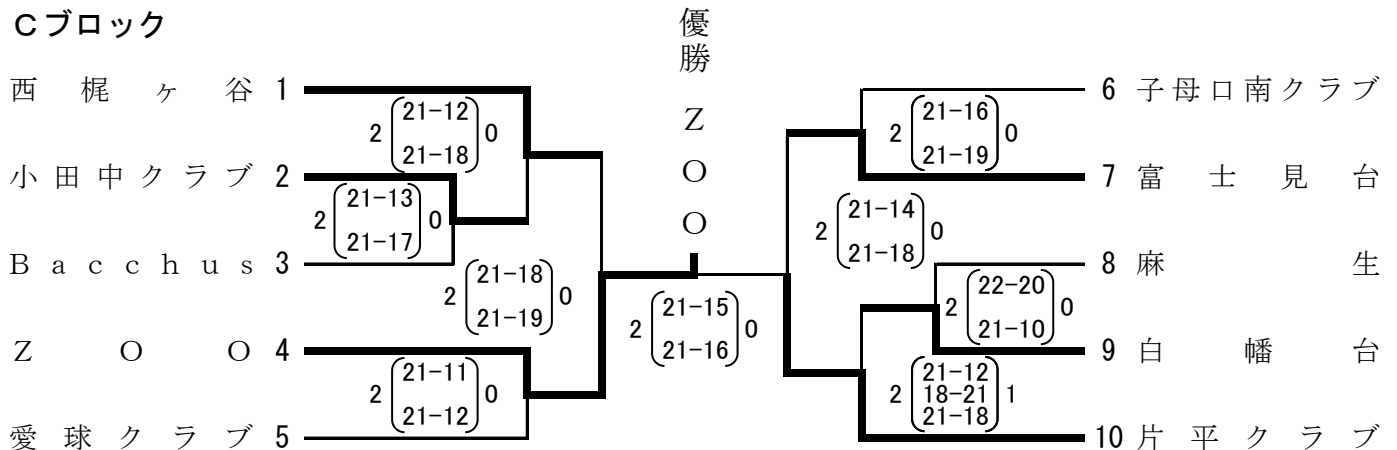 Cブロック
優勝 ZOO
西梶ヶ谷 1
2 21-12 0
21-18
小田中クラブ 2
2 21-13 0
21-17
Bacchus 3
2 21-18 0
21-19
ZOO 4
2 21-11 0
21-12
愛球クラブ 5
2 21-15 0
21-16
6 子母口南クラブ
2 21-16 0
21-19
7 富士見台
2 21-14 0
21-18
8 麻生
2 22-20 0
21-10
9 白幡台
2 21-12 1
18-21
21-18
10 片平クラブ